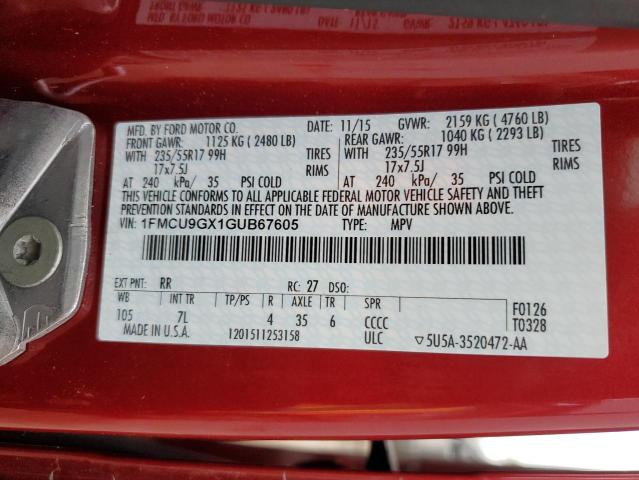 MFD. BY FORD MOTOR CO.
DATE: 11/15 GVWR: 2159 KG (4760 LB)
FRONT GAWR: 1125 KG (2480 LB)
REAR GAWR: 1040 KG (2293 LB)
WITH 235/55R17 99H TIRES
WITH 235/55R17 99H TIRES
17x7.5J RIMS
17x7.5J RIMS
AT 240 kPa/ 35 PSI COLD
AT 240 kPa/ 35 PSI COLD
THIS VEHICLE CONFORMS TO ALL APPLICABLE FEDERAL MOTOR VEHICLE SAFETY AND THEFT
PREVENTION STANDARDS IN EFFECT ON THE DATE OF MANUFACTURE SHOWN ABOVE.
VIN: 1FMCU9GX1GUB67605 TYPE: MPV
EXT PNT: RR RC: 27 DSO:
WB INT TR TP/PS R AXLE TR SPR
105 7L 4 35 6 CCCC
F0126
T0328
MADE IN U.S.A. 1201511253158 ULC
▽5U5A-3520472-AA